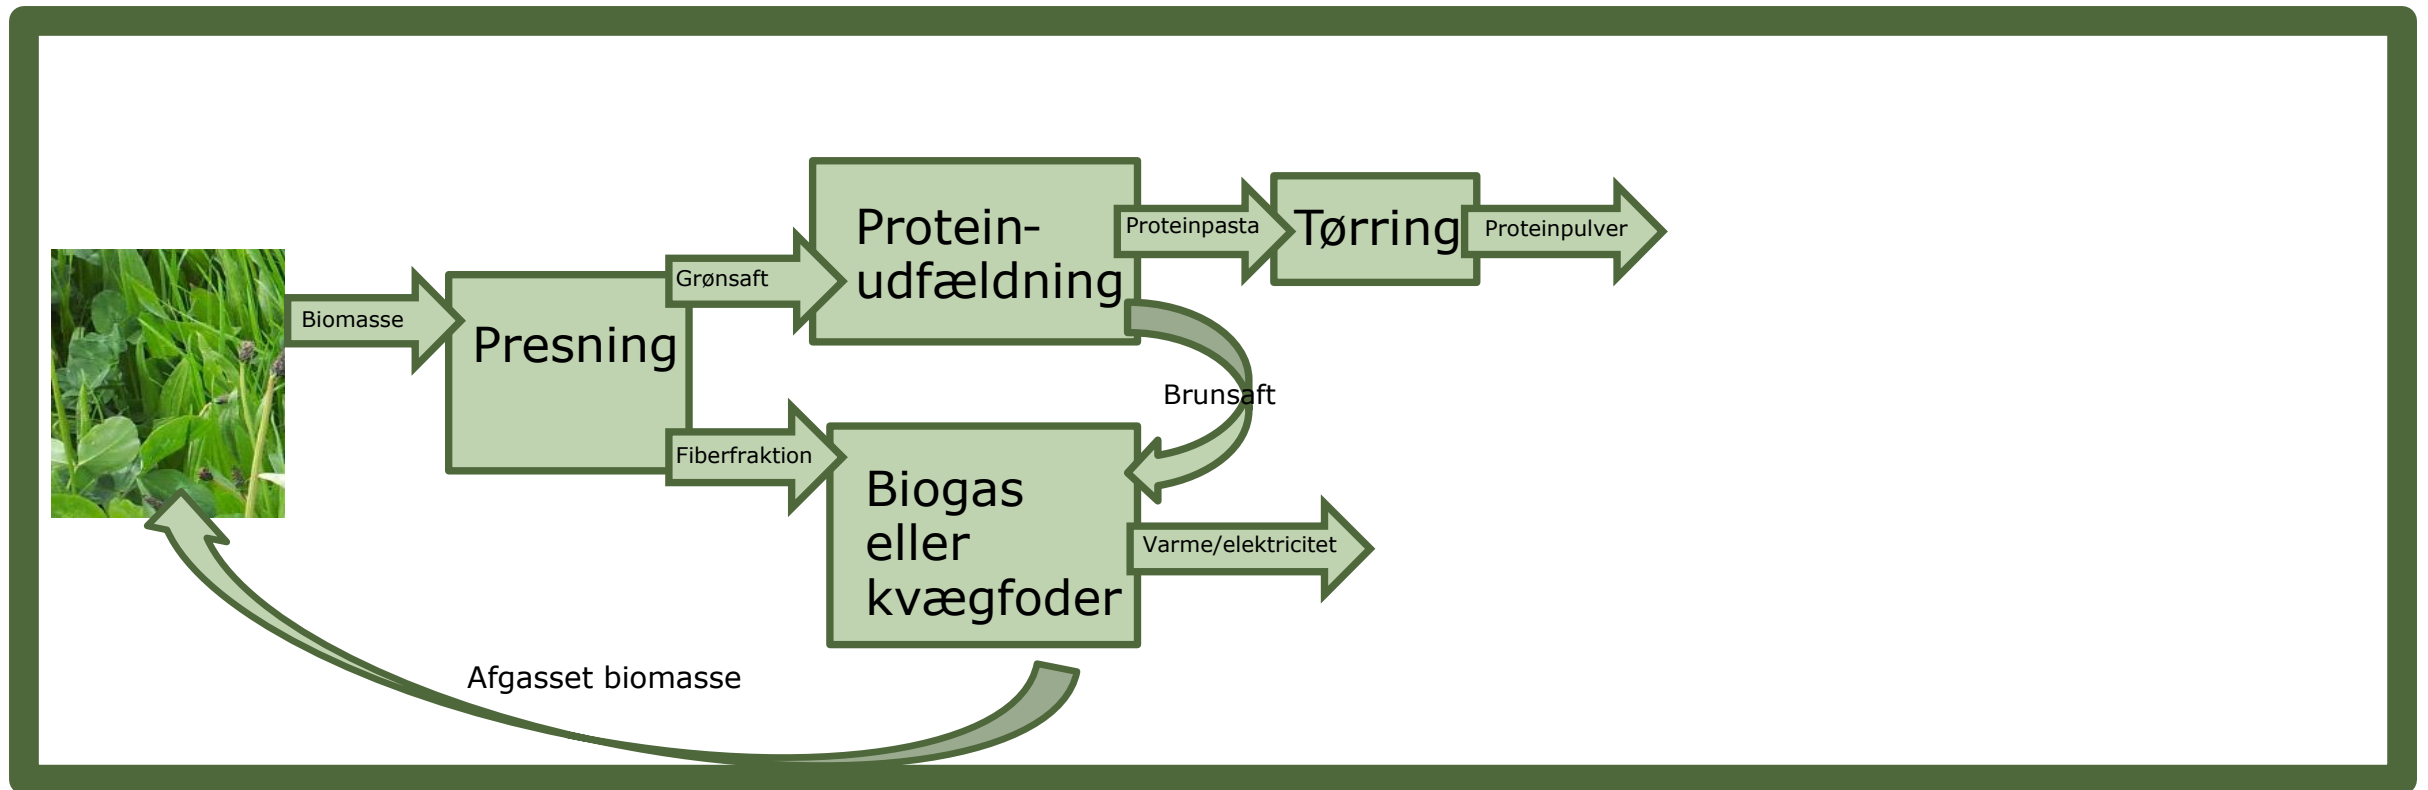 Biomasse
Presning
Grønsaft
Fiberfraktion
Protein-
udfældning
Proteinpasta
Tørring
Proteinpulver
Brunsaft
Biogas
eller
kvægfoder
Varme/elektricitet
Afgasset biomasse